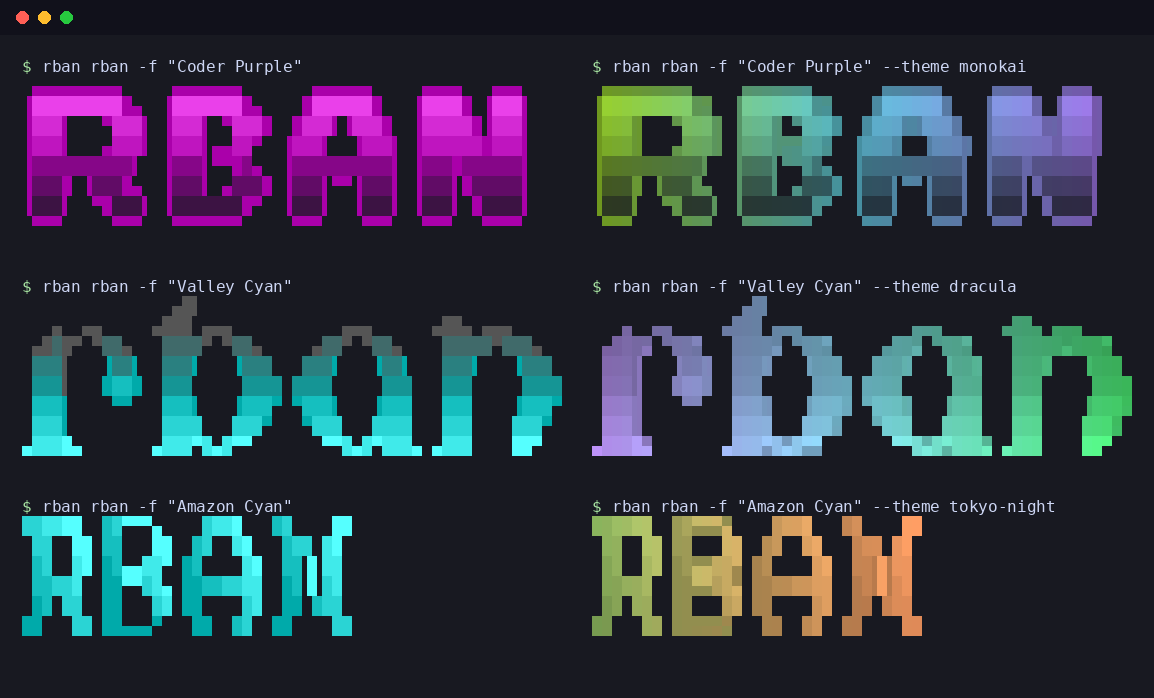 $ rban rban -f "Coder Purple"
RBAN
$ rban rban -f "Coder Purple" --theme monokai
RBAN
$ rban rban -f "Valley Cyan"
rban
$ rban rban -f "Valley Cyan" --theme dracula
rban
$ rban rban -f "Amazon Cyan"
RBAN
$ rban rban -f "Amazon Cyan" --theme tokyo-night
RBAN